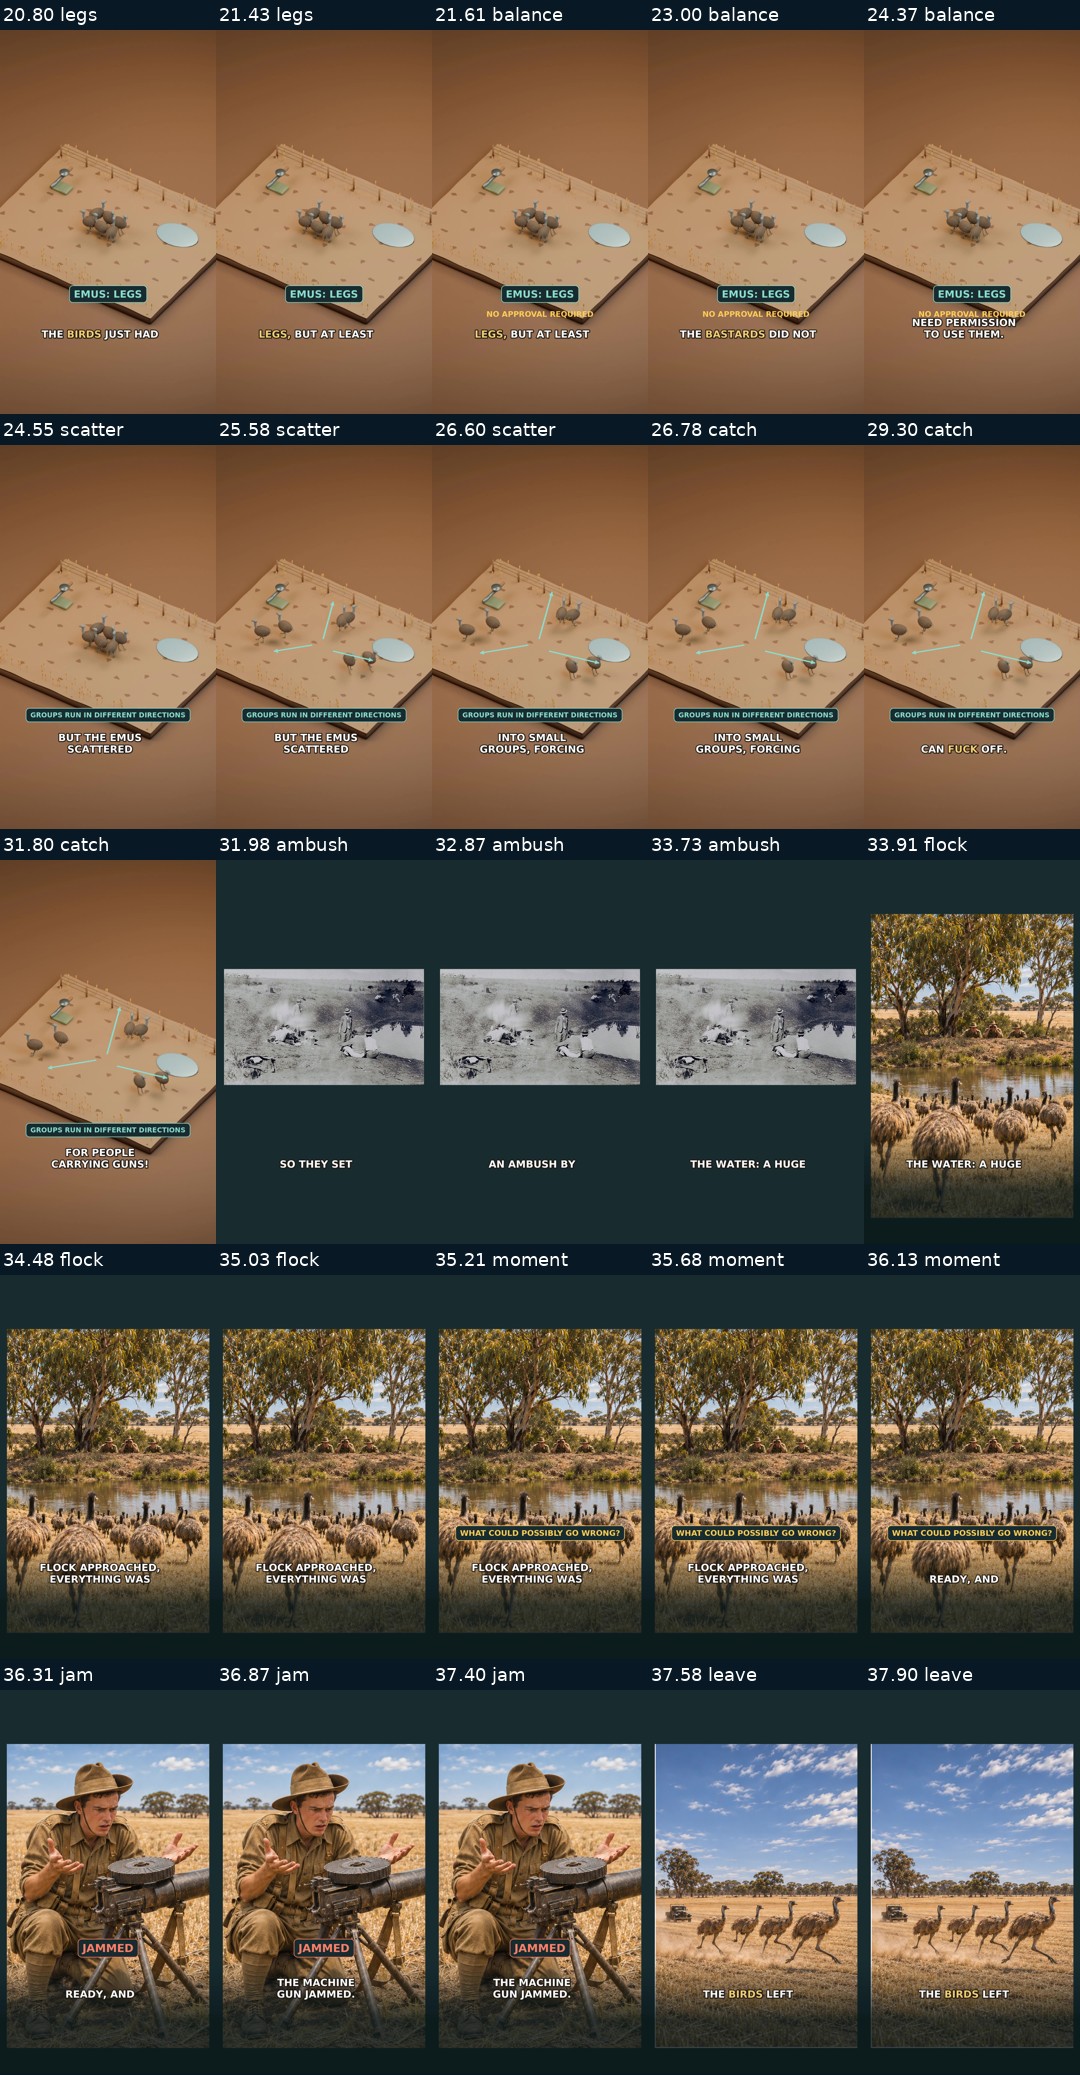 20.80 legs
21.43 legs
21.61 balance
23.00 balance
24.37 balance
EMUS: LEGS
THE BIRDS JUST HAD
EMUS: LEGS
LEGS, BUT AT LEAST
EMUS: LEGS
NO APPROVAL REQUIRED
LEGS, BUT AT LEAST
EMUS: LEGS
NO APPROVAL REQUIRED
THE BASTARDS DID NOT
EMUS: LEGS
NO APPROVAL REQUIRED
NEED PERMISSION
TO USE THEM.
24.55 scatter
25.58 scatter
26.60 scatter
26.78 catch
29.30 catch
GROUPS RUN IN DIFFERENT DIRECTIONS
BUT THE EMUS
SCATTERED
GROUPS RUN IN DIFFERENT DIRECTIONS
BUT THE EMUS
SCATTERED
GROUPS RUN IN DIFFERENT DIRECTIONS
INTO SMALL
GROUPS, FORCING
GROUPS RUN IN DIFFERENT DIRECTIONS
INTO SMALL
GROUPS, FORCING
GROUPS RUN IN DIFFERENT DIRECTIONS
CAN FUCK OFF.
31.80 catch
31.98 ambush
32.87 ambush
33.73 ambush
33.91 flock
GROUPS RUN IN DIFFERENT DIRECTIONS
FOR PEOPLE
CARRYING GUNS!
SO THEY SET
AN AMBUSH BY
THE WATER: A HUGE
THE WATER: A HUGE
34.48 flock
35.03 flock
35.21 moment
35.68 moment
36.13 moment
FLOCK APPROACHED,
EVERYTHING WAS
FLOCK APPROACHED,
EVERYTHING WAS
WHAT COULD POSSIBLY GO WRONG?
FLOCK APPROACHED,
EVERYTHING WAS
WHAT COULD POSSIBLY GO WRONG?
FLOCK APPROACHED,
EVERYTHING WAS
WHAT COULD POSSIBLY GO WRONG?
READY, AND
36.31 jam
36.87 jam
37.40 jam
37.58 leave
37.90 leave
JAMMED
READY, AND
JAMMED
THE MACHINE
GUN JAMMED.
JAMMED
THE MACHINE
GUN JAMMED.
THE BIRDS LEFT
THE BIRDS LEFT